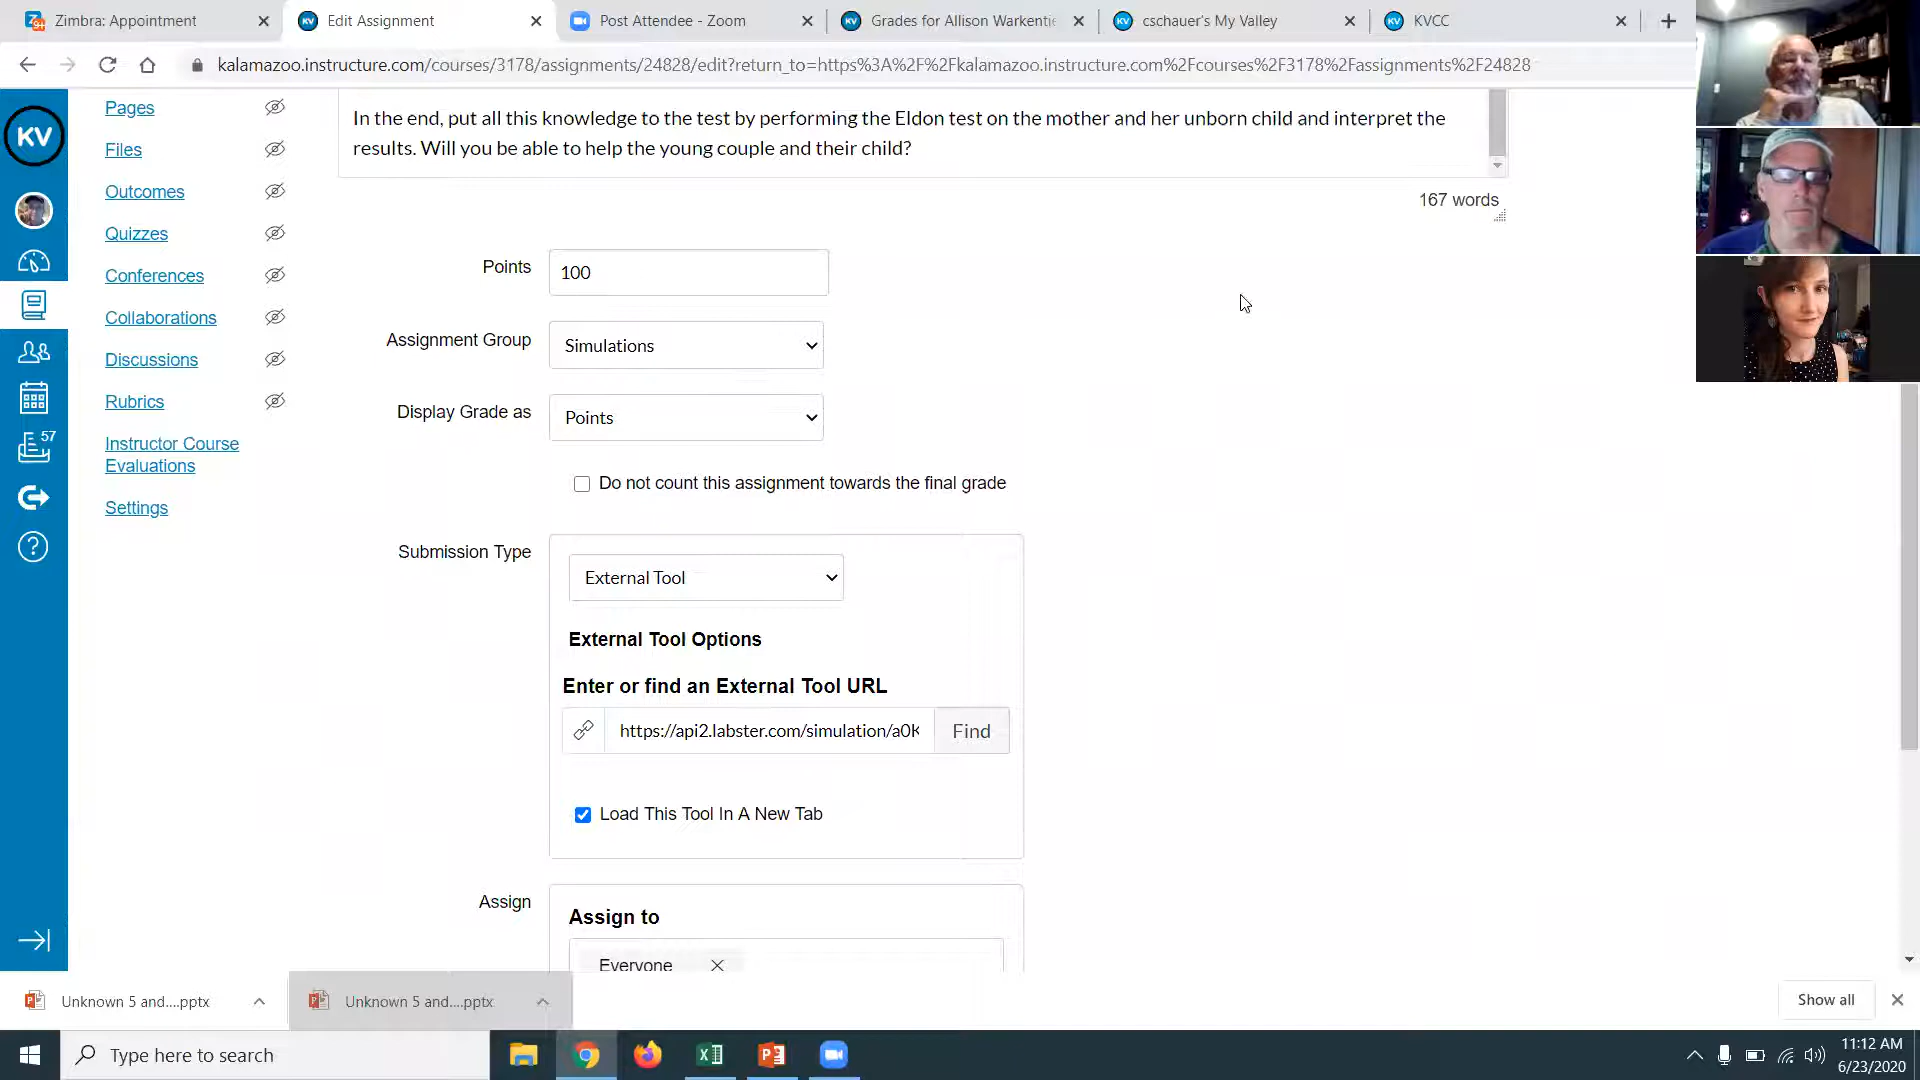 Zimbra: Appointment
Edit Assignment
Post Attendee - Zoom
Grades for Allison Warkentie
cschauer's My Valley
KVCC
kalamazoo.instructure.com/courses/3178/assignments/24828/edit?return_to=https%3A%2F%2Fkalamazoo.instructure.com%2Fcourses%2F3178%2Fassignments%2F24828
KV
Pages
Files
Outcomes
Quizzes
Conferences
Collaborations
Discussions
Rubrics
Instructor Course
Evaluations
Settings
57
In the end, put all this knowledge to the test by performing the Eldon test on the mother and her unborn child and interpret the
results. Will you be able to help the young couple and their child?
167 words
Points
100
Assignment Group
Simulations
Display Grade as
Points
Do not count this assignment towards the final grade
Submission Type
External Tool
External Tool Options
Enter or find an External Tool URL
https://api2.labster.com/simulation/a0K
Find
Load This Tool In A New Tab
Assign
Assign to
Everyone
Unknown 5 and....pptx
Unknown 5 and....pptx
Show all
Type here to search
11:12 AM
6/23/2020